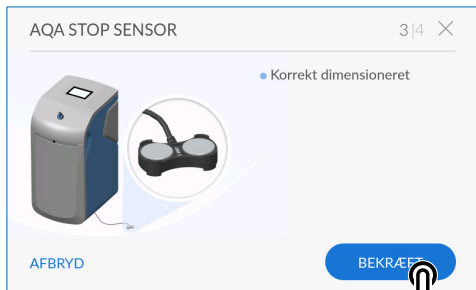 AQA STOP SENSOR
3|4
Korrekt dimensioneret
AFBRYD
BEKRÆFT